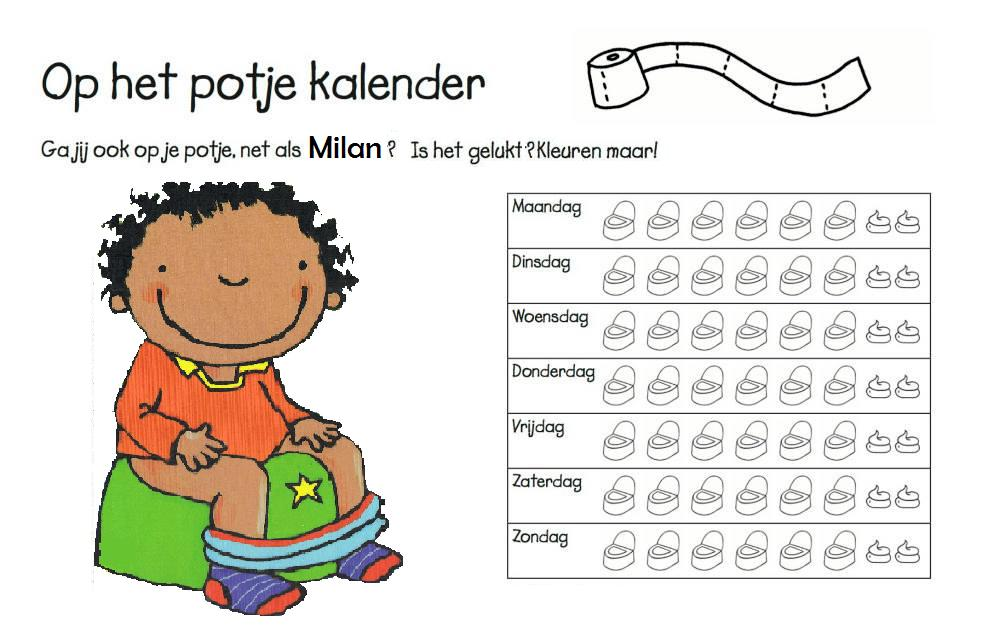 Op het potje kalender
Ga jij ook op je potje, net als Milan? Is het gelukt? Kleuren maar!
Maandag
Dinsdag
Woensdag
Donderdag
Vrijdag
Zaterdag
Zondag